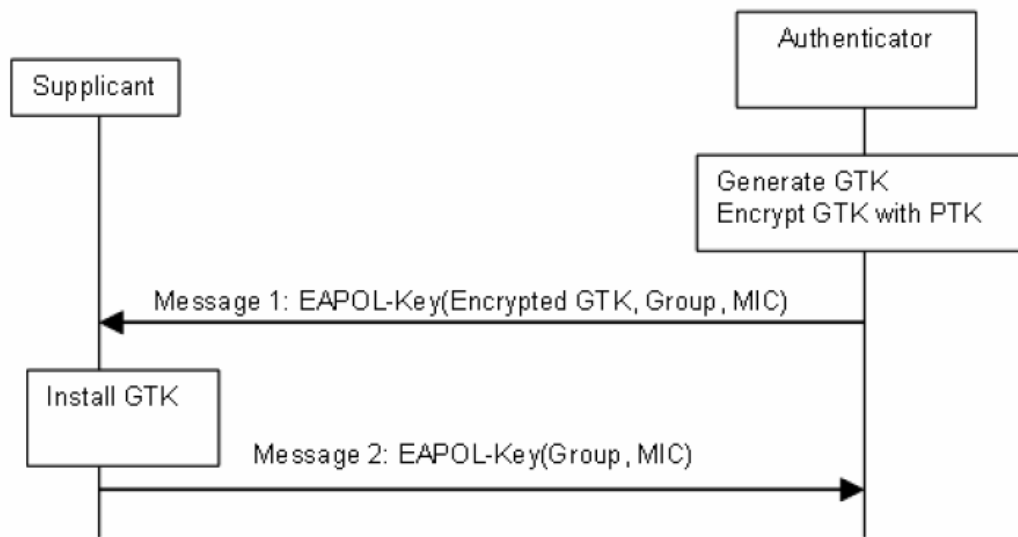 Authenticator
Supplicant
Generate GTK
Encrypt GTK with PTK
Message 1: EAPOL-Key(Encrypted GTK, Group, MIC)
Install GTK
Message 2: EAPOL-Key(Group, MIC)